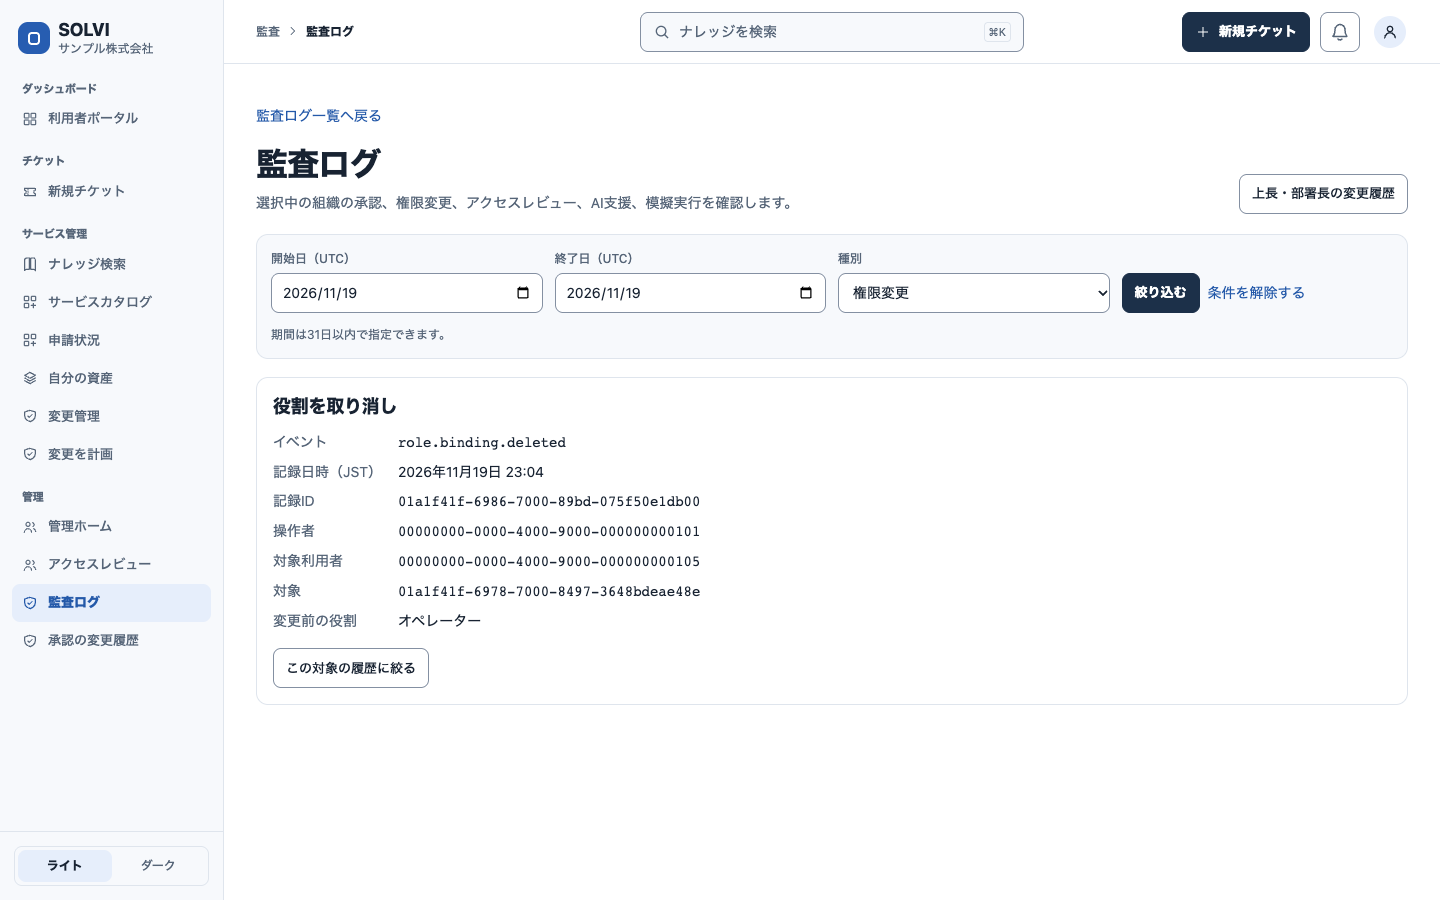 SOLVI
サンプル株式会社
ダッシュボード
利用者ポータル
チケット
新規チケット
サービス管理
ナレッジ検索
サービスカタログ
申請状況
自分の資産
変更管理
変更を計画
管理
管理ホーム
アクセスレビュー
監査ログ
承認の変更履歴
ライト
ダーク
監査 > 監査ログ
ナレッジを検索
⌘K
+ 新規チケット
監査ログ一覧へ戻る
監査ログ
選択中の組織の承認、権限変更、アクセスレビュー、AI支援、模擬実行を確認します。
上長・部署長の変更履歴
開始日（UTC）
2026/11/19
終了日（UTC）
2026/11/19
種別
権限変更
絞り込む
条件を解除する
期間は31日以内で指定できます。
役割を取り消し
イベント role.binding.deleted
記録日時（JST） 2026年11月19日 23:04
記録ID 01a1f41f-6986-7000-89bd-075f50e1db00
操作者 00000000-0000-4000-9000-000000000101
対象利用者 00000000-0000-4000-9000-000000000105
対象 01a1f41f-6978-7000-8497-3648bdeae48e
変更前の役割 オペレーター
この対象の履歴に絞る